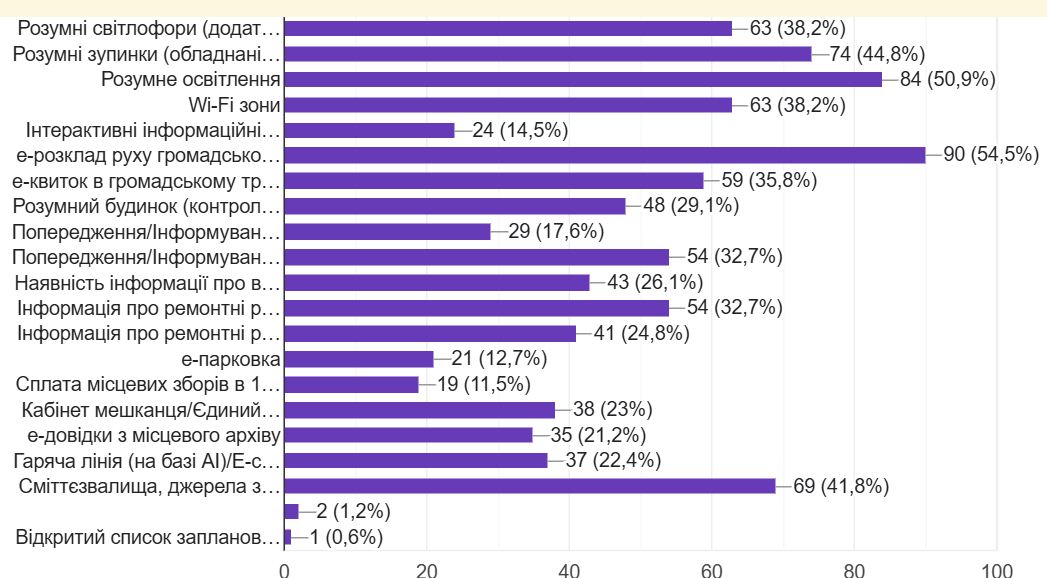 Розумні світлофори (додат… 63 (38,2%)
Розумні зупинки (обладнані… 74 (44,8%)
Розумне освітлення 84 (50,9%)
Wi-Fi зони 63 (38,2%)
Інтерактивні інформаційні… 24 (14,5%)
е-розклад руху громадсько… 90 (54,5%)
е-квиток в громадському тр… 59 (35,8%)
Розумний будинок (контрол… 48 (29,1%)
Попередження/Інформуван… 29 (17,6%)
Попередження/Інформуван… 54 (32,7%)
Наявність інформації про в… 43 (26,1%)
Інформація про ремонтні р… 54 (32,7%)
Інформація про ремонтні р… 41 (24,8%)
е-парковка 21 (12,7%)
Сплата місцевих зборів в 1… 19 (11,5%)
Кабінет мешканця/Єдиний… 38 (23%)
е-довідки з місцевого архіву 35 (21,2%)
Гаряча лінія (на базі АІ)/Е-с… 37 (22,4%)
Сміттєзвалища, джерела з… 69 (41,8%)
2 (1,2%)
Відкритий список запланов… 1 (0,6%)
0 20 40 60 80 100